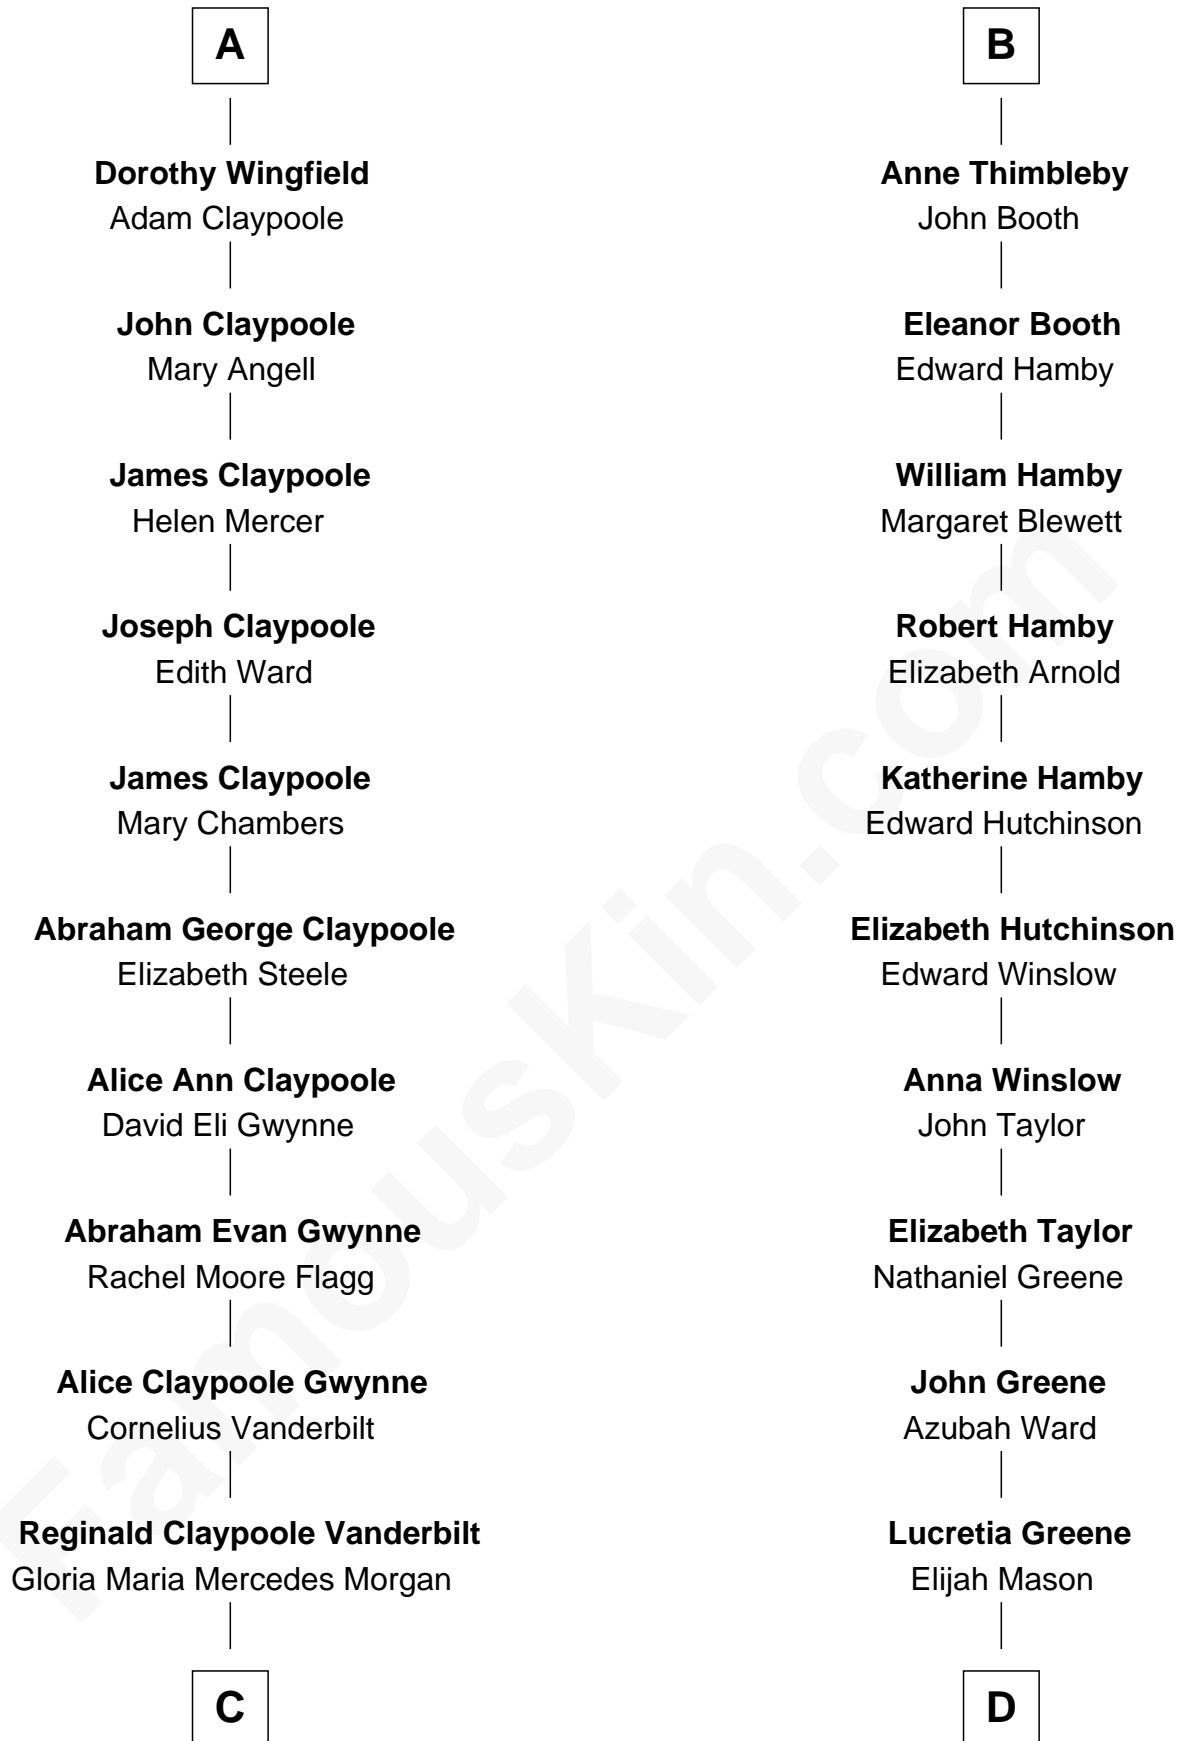 A
Dorothy Wingfield
Adam Claypoole
John Claypoole
Mary Angell
James Claypoole
Helen Mercer
Joseph Claypoole
Edith Ward
James Claypoole
Mary Chambers
Abraham George Claypoole
Elizabeth Steele
Alice Ann Claypoole
David Eli Gwynne
Abraham Evan Gwynne
Rachel Moore Flagg
Alice Claypoole Gwynne
Cornelius Vanderbilt
Reginald Claypoole Vanderbilt
Gloria Maria Mercedes Morgan
C
B
Anne Thimbleby
John Booth
Eleanor Booth
Edward Hamby
William Hamby
Margaret Blewett
Robert Hamby
Elizabeth Arnold
Katherine Hamby
Edward Hutchinson
Elizabeth Hutchinson
Edward Winslow
Anna Winslow
John Taylor
Elizabeth Taylor
Nathaniel Greene
John Greene
Azubah Ward
Lucretia Greene
Elijah Mason
D
FamousKin.com